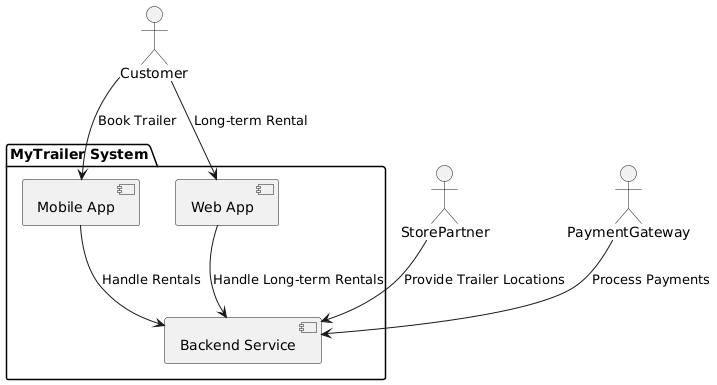 Customer
Book Trailer
Long-term Rental
MyTrailer System
Mobile App
Web App
StorePartner
PaymentGateway
Handle Rentals
Handle Long-term Rentals
Provide Trailer Locations
Process Payments
Backend Service